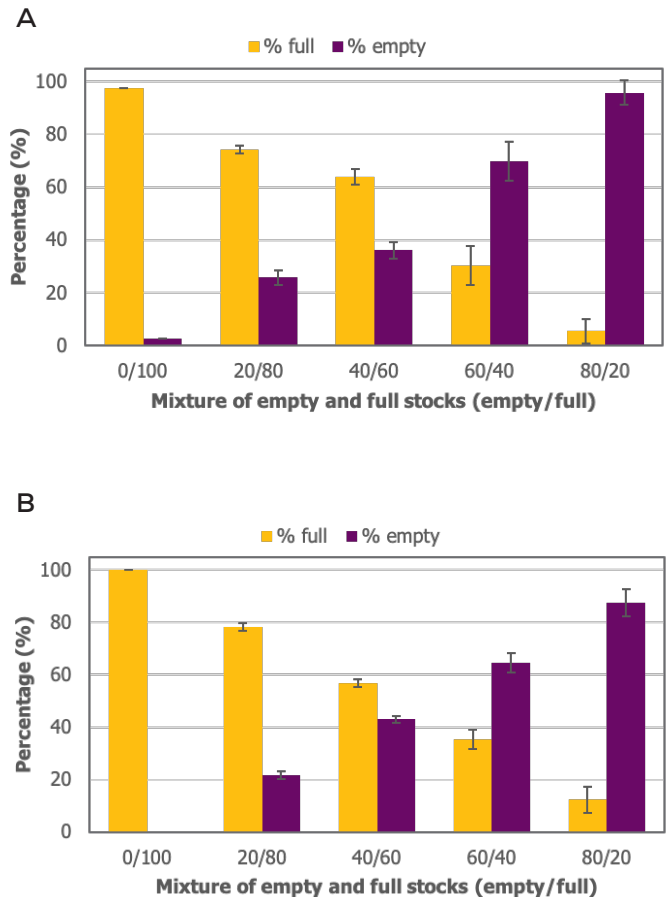 A
% full % empty
100
80
60
40
20
0
Percentage (%)
0/100 20/80 40/60 60/40 80/20
Mixture of empty and full stocks (empty/full)
B
% full % empty
100
80
60
40
20
0
Percentage (%)
0/100 20/80 40/60 60/40 80/20
Mixture of empty and full stocks (empty/full)